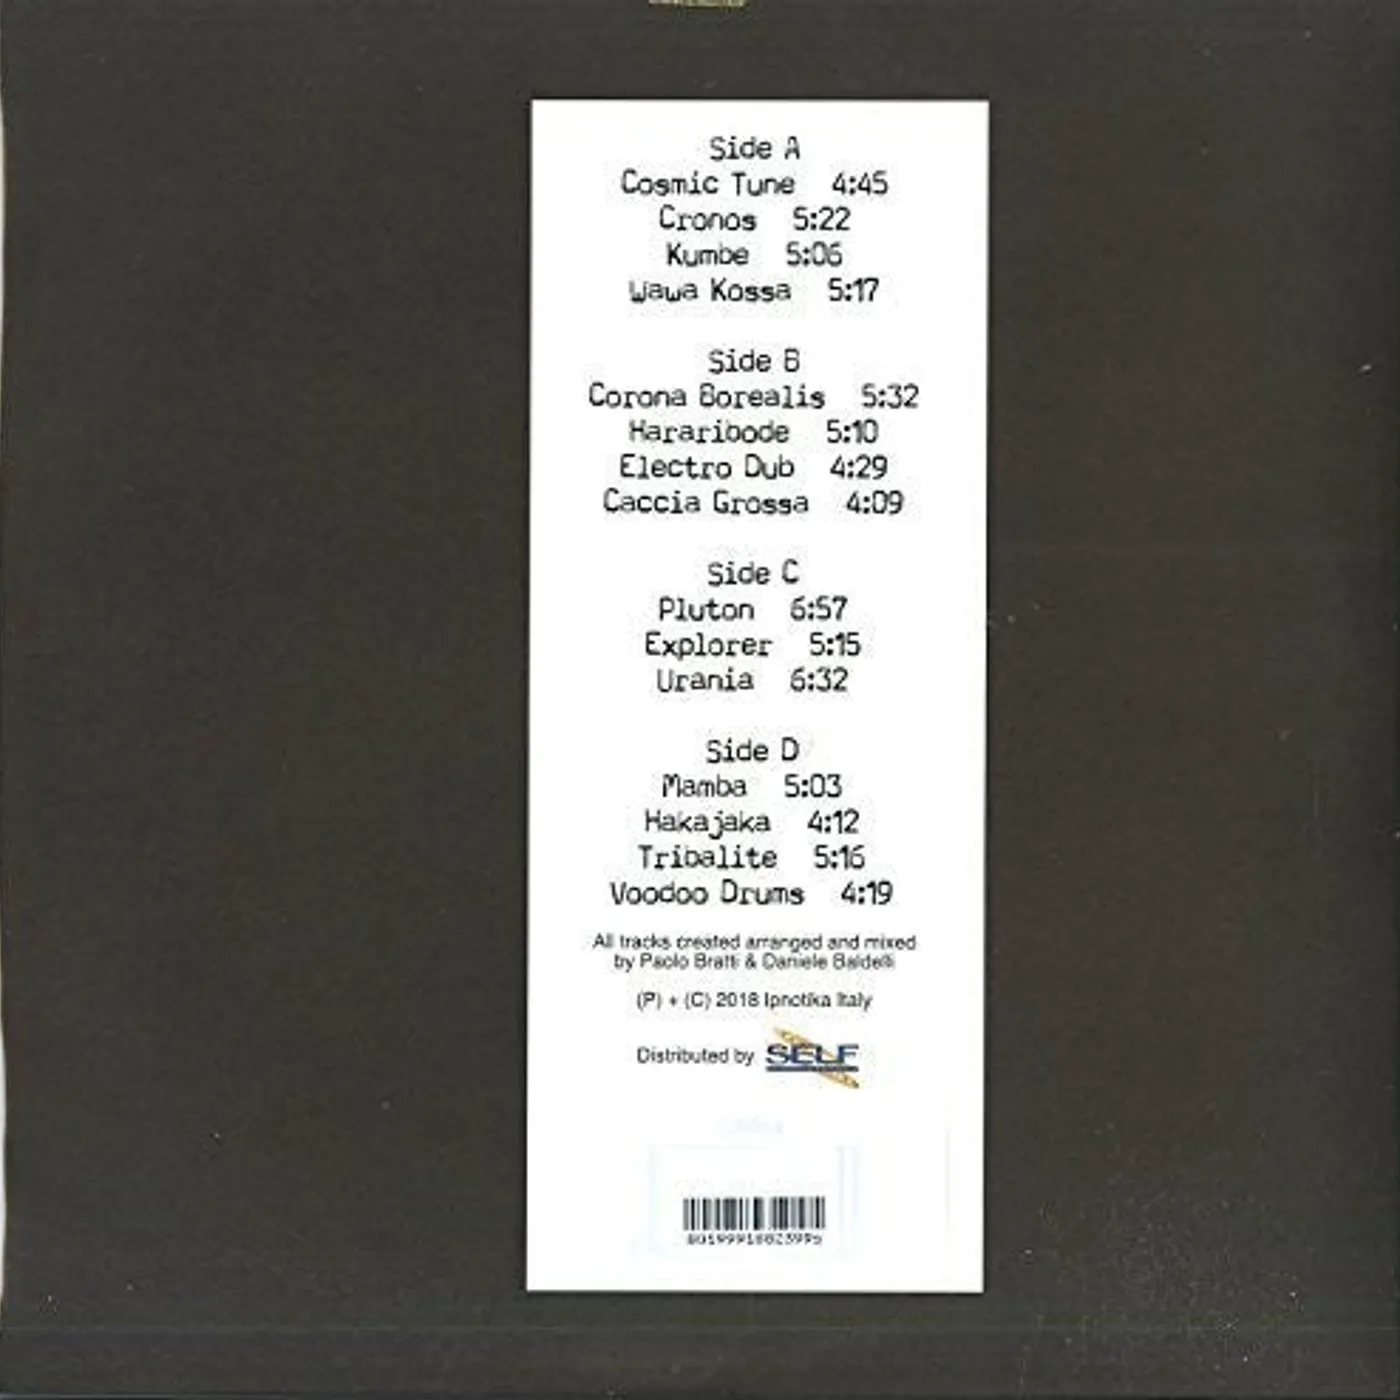 Side A
Cosmic Tune 4:45
Cronos 5:22
Kumbe 5:06
Wawa Kossa 5:17
Side B
Corona Borealis 5:32
Hararibode 5:10
Electro Dub 4:29
Caccia Grossa 4:09
Side C
Pluton 6:57
Explorer 5:15
Urania 6:32
Side D
Mamba 5:03
Hakajaka 4:12
Tribalite 5:16
Voodoo Drums 4:19
All tracks created arranged and mixed
by Paolo Bratti & Daniele Baldelli
(P) + (C) 2018 Ipnotika Italy
Distributed by SELF